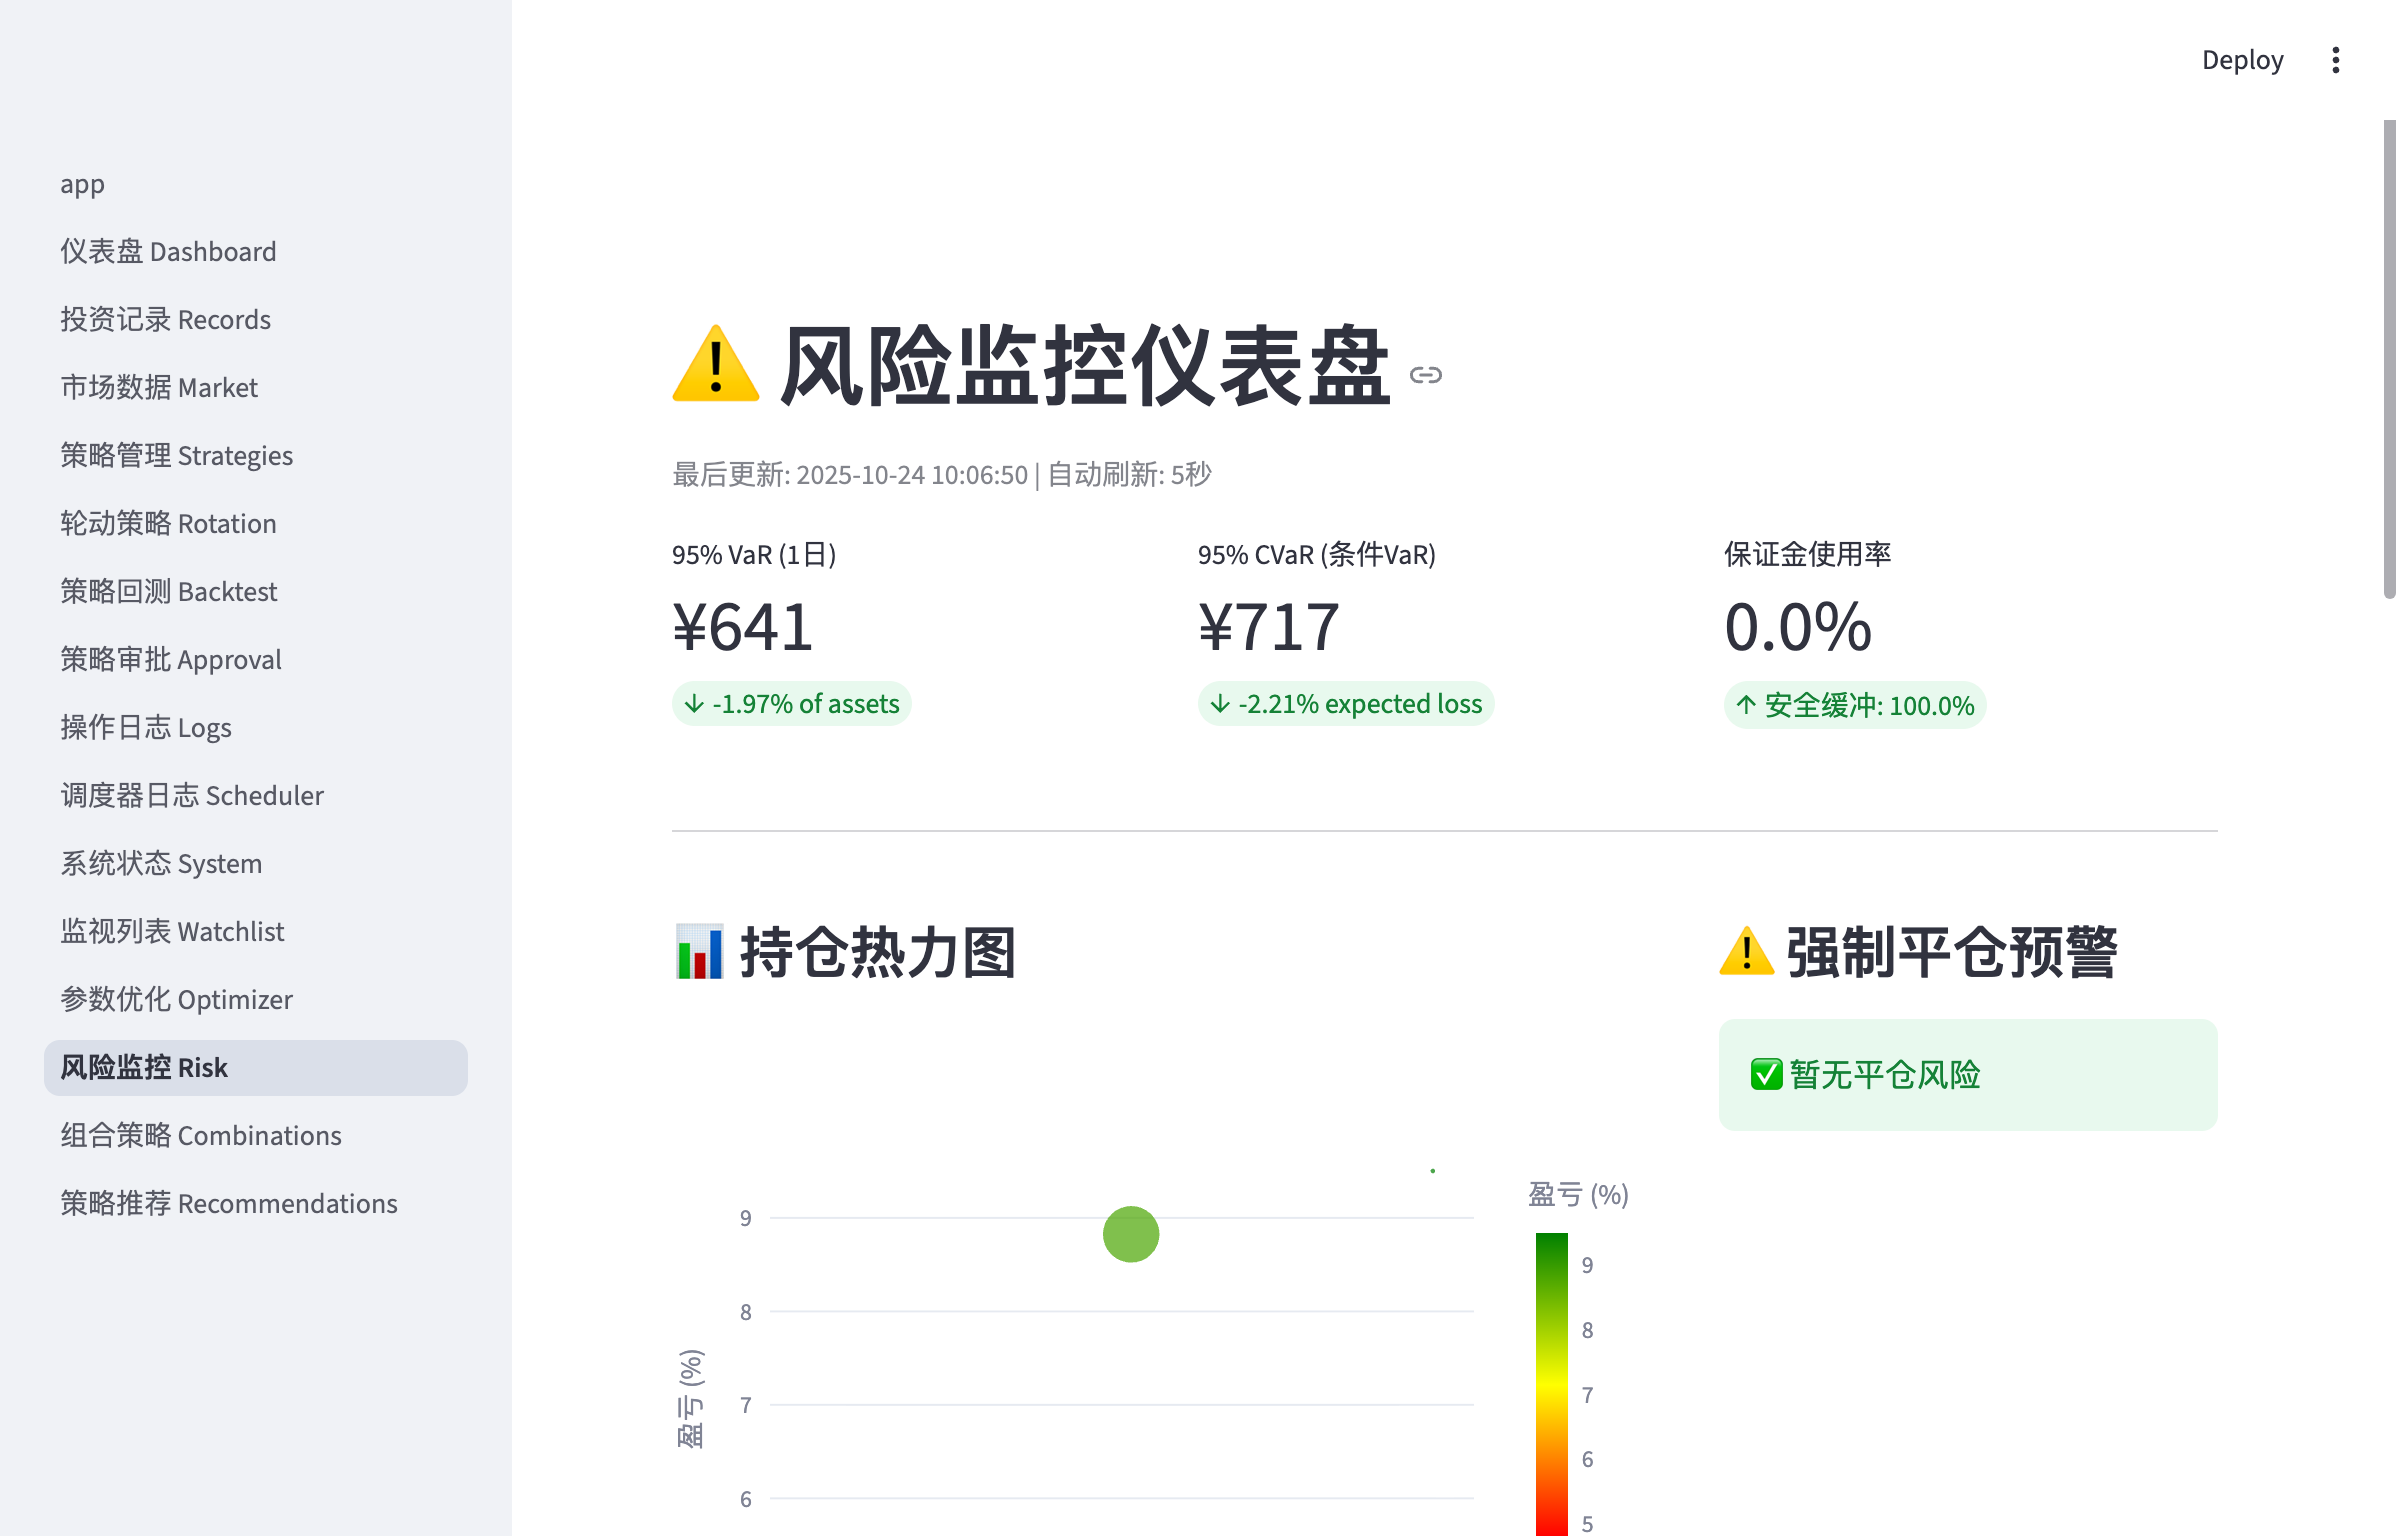 Deploy
app
仪表盘 Dashboard
投资记录 Records
市场数据 Market
策略管理 Strategies
轮动策略 Rotation
策略回测 Backtest
策略审批 Approval
操作日志 Logs
调度器日志 Scheduler
系统状态 System
监视列表 Watchlist
参数优化 Optimizer
风险监控 Risk
组合策略 Combinations
策略推荐 Recommendations
⚠️ 风险监控仪表盘
最后更新: 2025-10-24 10:06:50 | 自动刷新: 5秒
95% VaR (1日)
¥641
↓ -1.97% of assets
95% CVaR (条件VaR)
¥717
↓ -2.21% expected loss
保证金使用率
0.0%
↑ 安全缓冲: 100.0%
📊 持仓热力图
盈亏 (%)
9
8
7
6
盈亏 (%)
9
8
7
6
5
⚠️ 强制平仓预警
✅ 暂无平仓风险